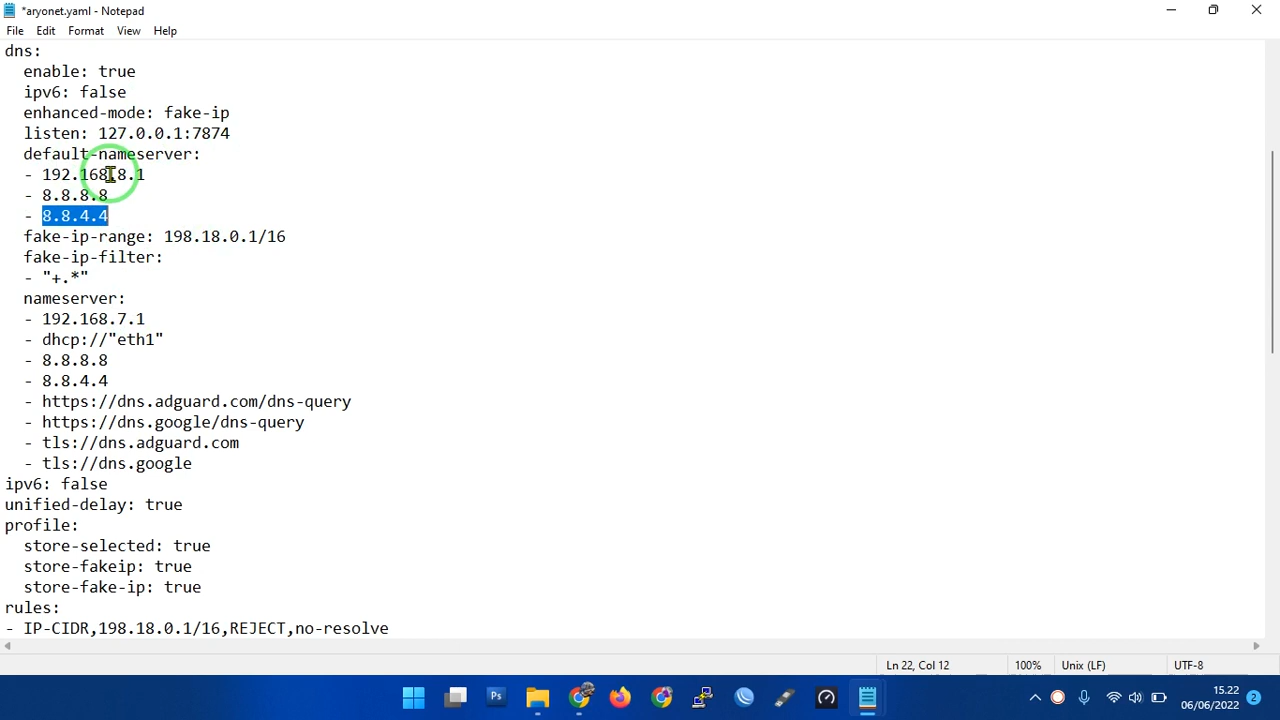 *aryonet.yaml - Notepad
File Edit Format View Help
dns:
  enable: true
  ipv6: false
  enhanced-mode: fake-ip
  listen: 127.0.0.1:7874
  default-nameserver:
  - 192.168.8.1
  - 8.8.8.8
  - 8.8.4.4
  fake-ip-range: 198.18.0.1/16
  fake-ip-filter:
  - "+.*"
  nameserver:
  - 192.168.7.1
  - dhcp://"eth1"
  - 8.8.8.8
  - 8.8.4.4
  - https://dns.adguard.com/dns-query
  - https://dns.google/dns-query
  - tls://dns.adguard.com
  - tls://dns.google
ipv6: false
unified-delay: true
profile:
  store-selected: true
  store-fakeip: true
  store-fake-ip: true
rules:
- IP-CIDR,198.18.0.1/16,REJECT,no-resolve
Ln 22, Col 12 100% Unix (LF) UTF-8
Ps
15.22
06/06/2022 2